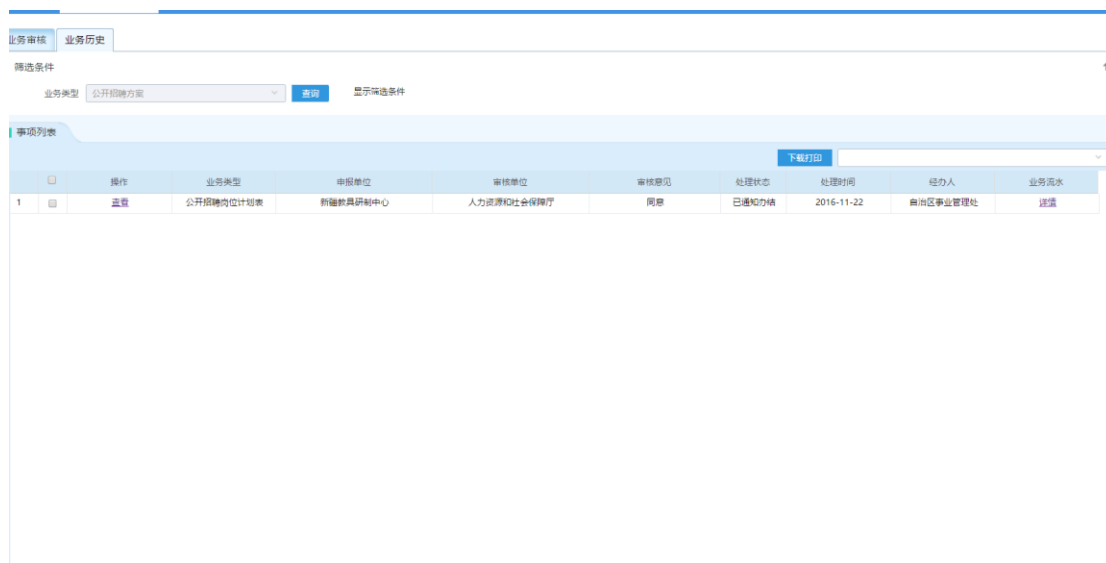 业务审核 业务历史
筛选条件
业务类型 公开招聘方案 查询 显示筛选条件
事项列表
下载打印
操作 业务类型 申报单位 审核单位 审核意见 处理状态 处理时间 经办人 业务流水
1 查看 公开招聘岗位计划表 新疆教具研制中心 人力资源和社会保障厅 同意 已通知办结 2016-11-22 自治区事业管理处 详情